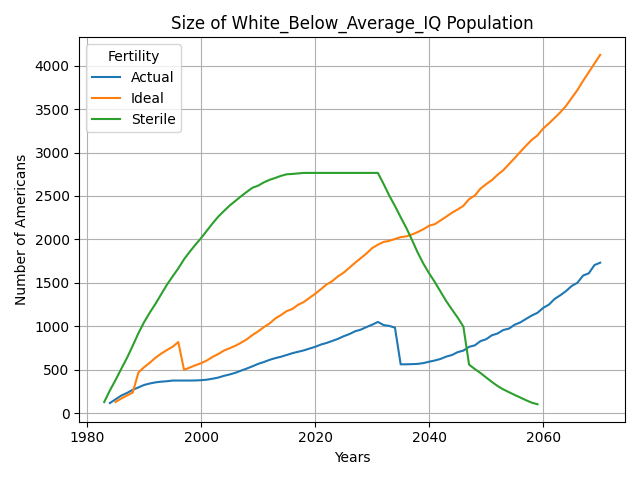 Size of White_Below_Average_IQ Population
Fertility
Actual
Ideal
Sterile
Number of Americans
4000
3500
3000
2500
2000
1500
1000
500
0
1980
2000
2020
2040
2060
Years